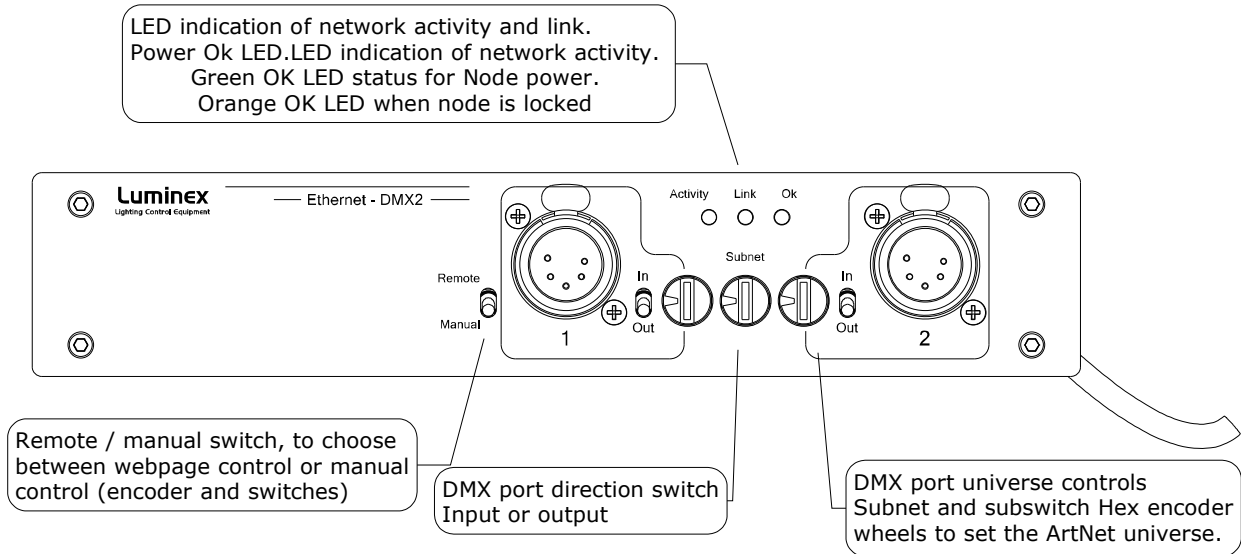 LED indication of network activity and link.
Power Ok LED.LED indication of network activity.
Green OK LED status for Node power.
Orange OK LED when node is locked
Luminex
Lighting Control Equipment
Ethernet - DMX2
Activity Link Ok
Subnet
Remote
Manual
In
Out
1
In
Out
2
Remote / manual switch, to choose
between webpage control or manual
control (encoder and switches)
DMX port direction switch
Input or output
DMX port universe controls
Subnet and subswitch Hex encoder
wheels to set the ArtNet universe.